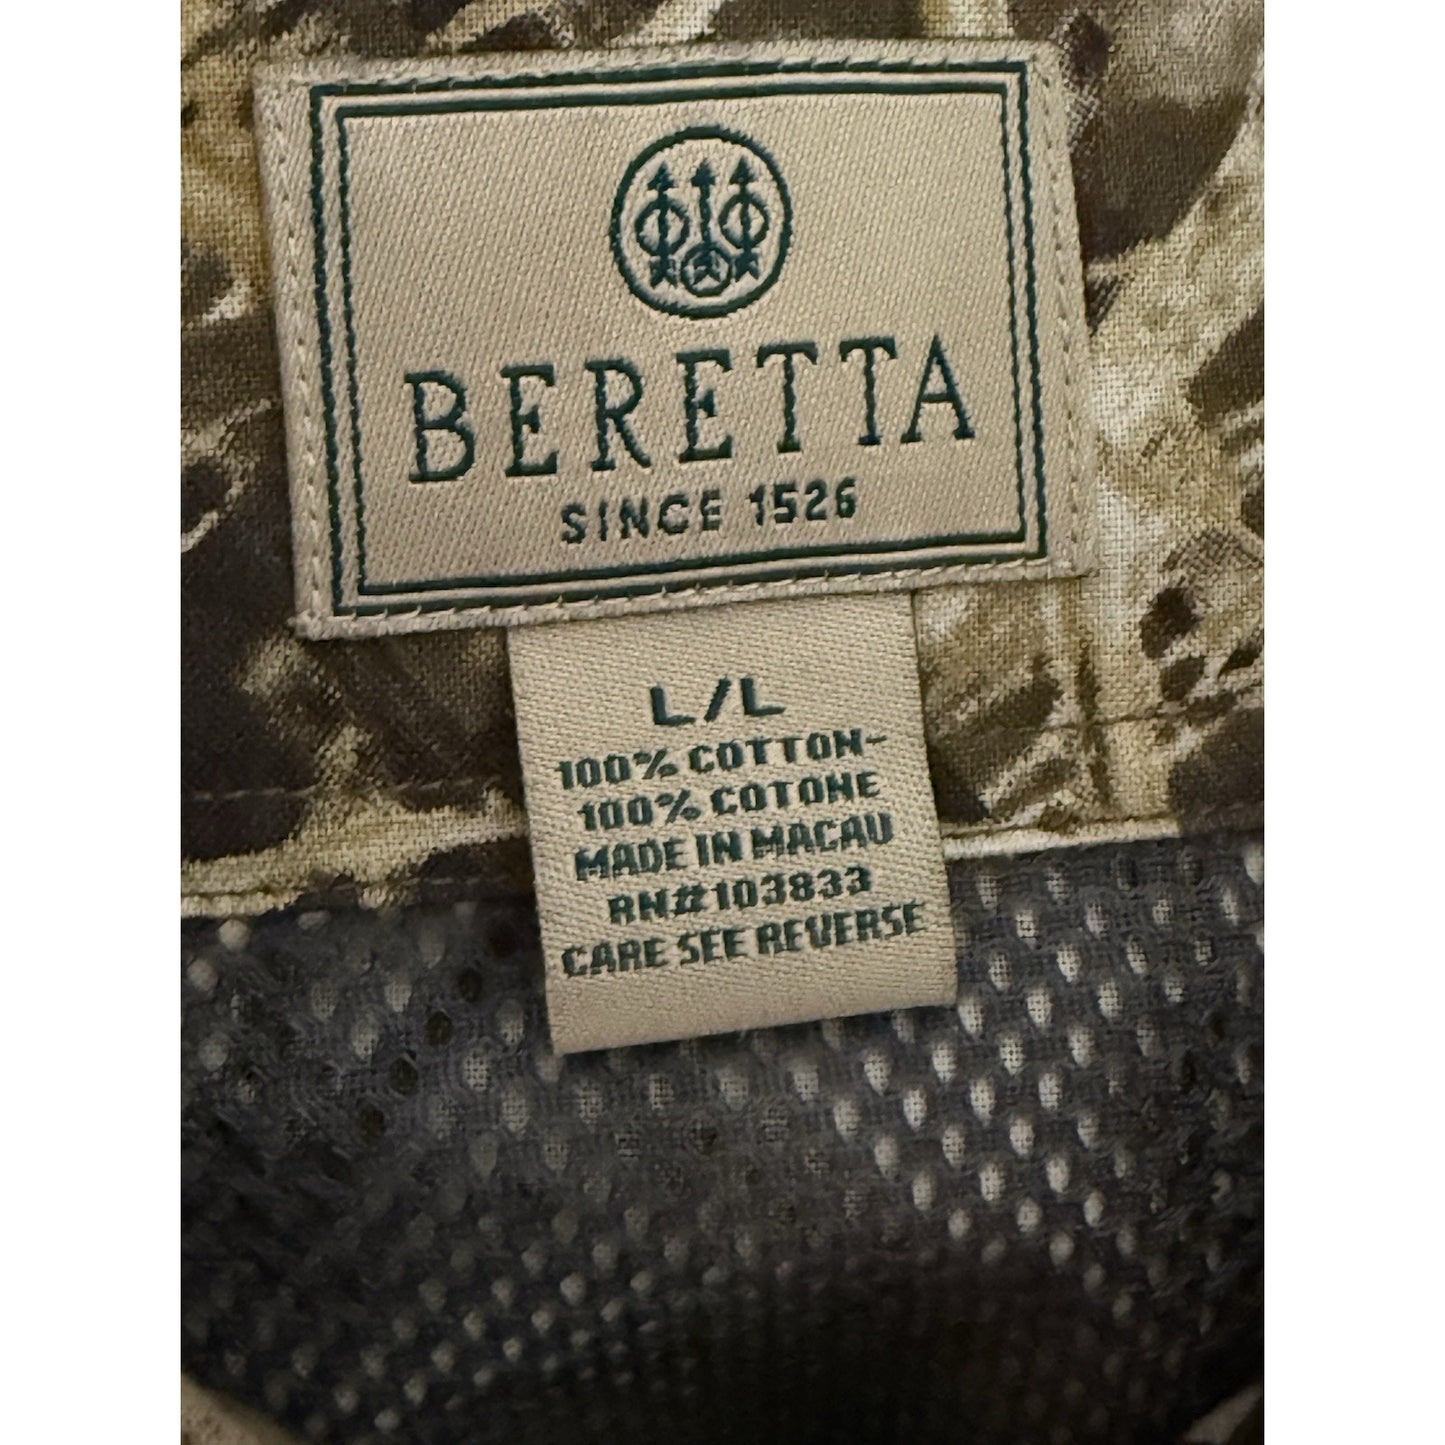 BERETTA
SINCE 1526
L/L
100% COTTON-
100% COTONE
MADE IN MACAU
RN#103833
CARE SEE REVERSE